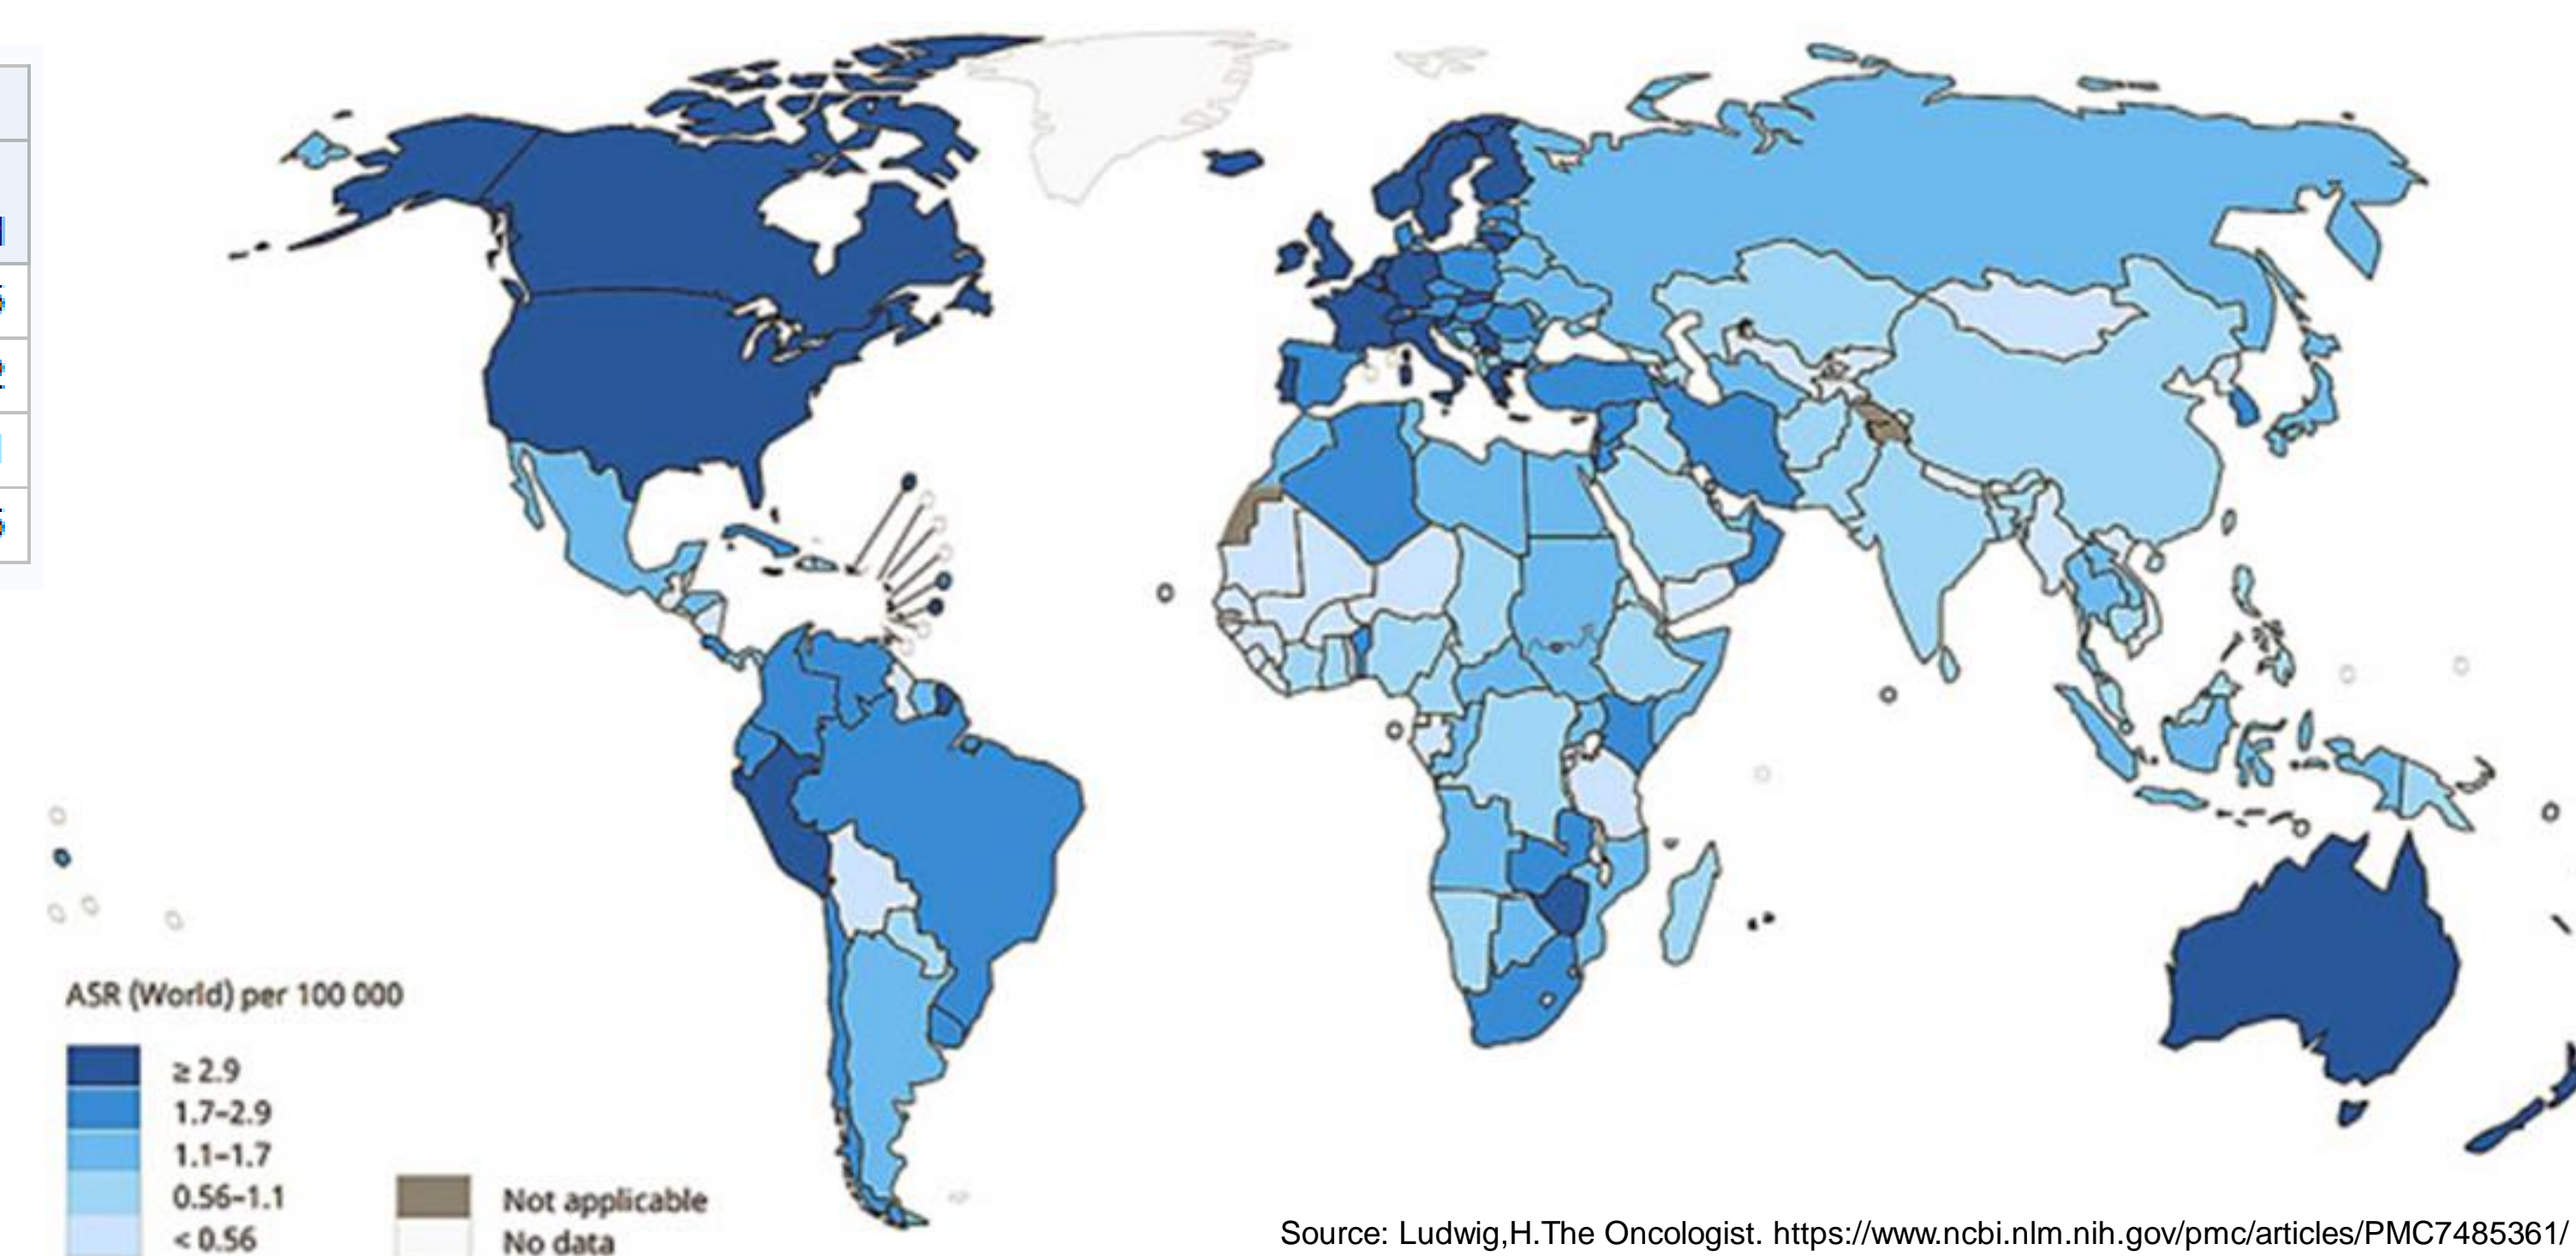 ASR (World) per 100 000
≥ 2.9
1.7–2.9
1.1–1.7
0.56–1.1
< 0.56
Not applicable
No data
Source: Ludwig,H.The Oncologist. https://www.ncbi.nlm.nih.gov/pmc/articles/PMC7485361/